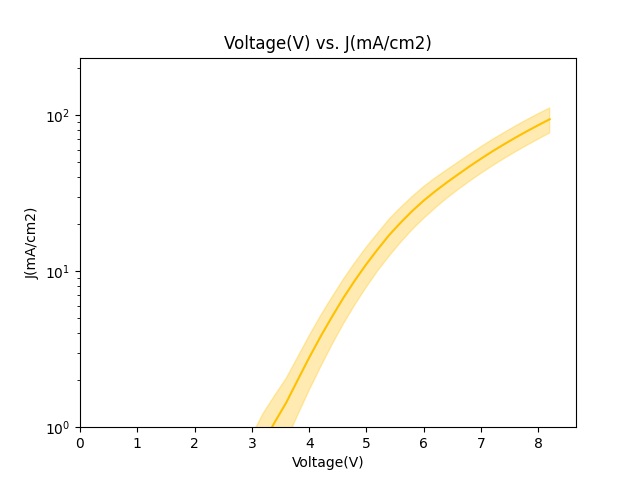 Voltage(V) vs. J(mA/cm2)
J(mA/cm2)
10²
10¹
10⁰
0 1 2 3 4 5 6 7 8
Voltage(V)